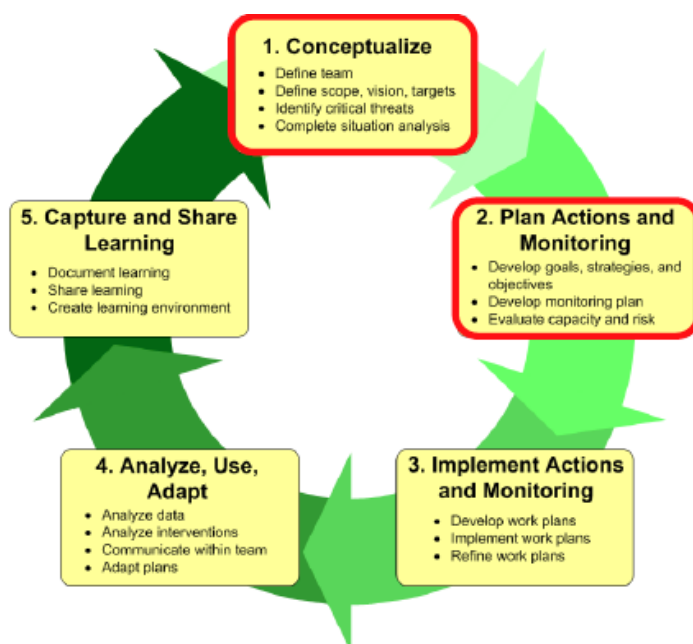 1. Conceptualize
• Define team
• Define scope, vision, targets
• Identify critical threats
• Complete situation analysis
2. Plan Actions and
Monitoring
• Develop goals, strategies, and
objectives
• Develop monitoring plan
• Evaluate capacity and risk
3. Implement Actions
and Monitoring
• Develop work plans
• Implement work plans
• Refine work plans
4. Analyze, Use,
Adapt
• Analyze data
• Analyze interventions
• Communicate within team
• Adapt plans
5. Capture and Share
Learning
• Document learning
• Share learning
• Create learning environment